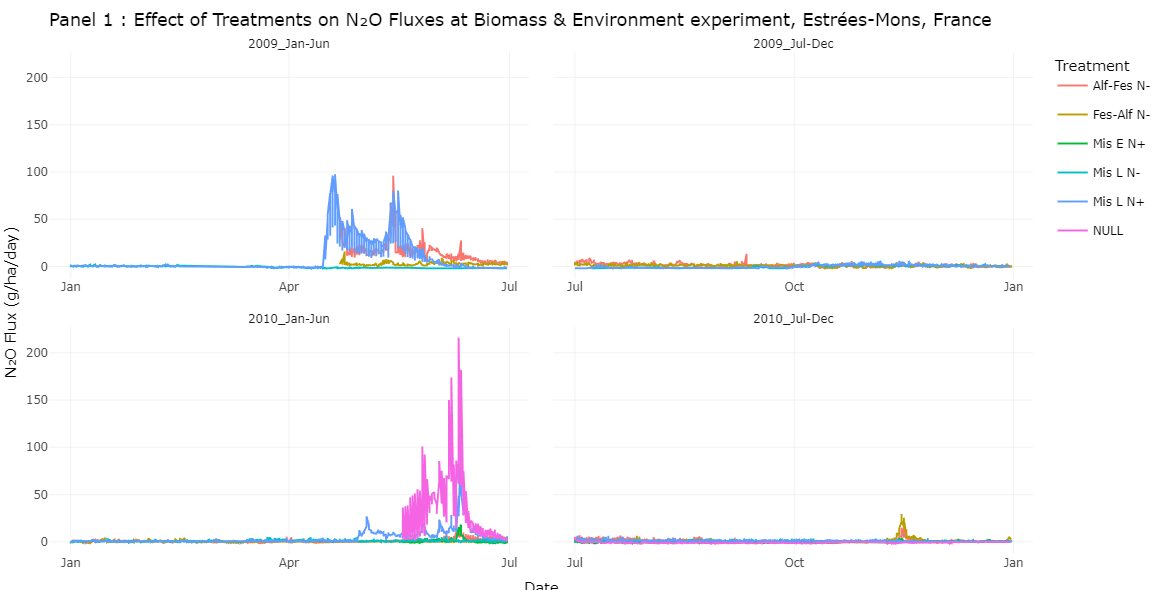 Panel 1 : Effect of Treatments on N₂O Fluxes at Biomass & Environment experiment, Estrées-Mons, France
2009_Jan-Jun
2009_Jul-Dec
Treatment
Alf-Fes N-
Fes-Alf N-
Mis E N+
Mis L N-
Mis L N+
NULL
200
150
100
50
0
Jan
Apr
Jul
Jul
Oct
Jan
N₂O Flux (g/ha/day)
2010_Jan-Jun
2010_Jul-Dec
200
150
100
50
0
Jan
Apr
Jul
Jul
Oct
Jan
Date